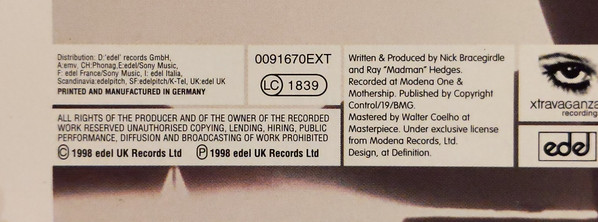 Distribution: D:'edel' records GmbH,
A:emv, CH:Phonag,E:edel/Sony Music,
F: edel France/Sony Music, I: edel Italia,
Scandinavia:edelpitch, SF:edelpitch/K-Tel, UK:edel UK
PRINTED AND MANUFACTURED IN GERMANY
0091670EXT
LC 1839
ALL RIGHTS OF THE PRODUCER AND OF THE OWNER OF THE RECORDED
WORK RESERVED UNAUTHORISED COPYING, LENDING, HIRING, PUBLIC
PERFORMANCE, DIFFUSION AND BROADCASTING OF WORK PROHIBITED
Ⓒ 1998 edel UK Records Ltd Ⓟ 1998 edel UK Records Ltd
Written & Produced by Nick Bracegirdle
and Ray "Madman" Hedges.
Recorded at Modena One &
Mothership. Published by Copyright
Control/19/BMG.
Mastered by Walter Coelho at
Masterpiece. Under exclusive license
from Modena Records, Ltd.
Design, at Definition.
xtravaganza
recording
edel